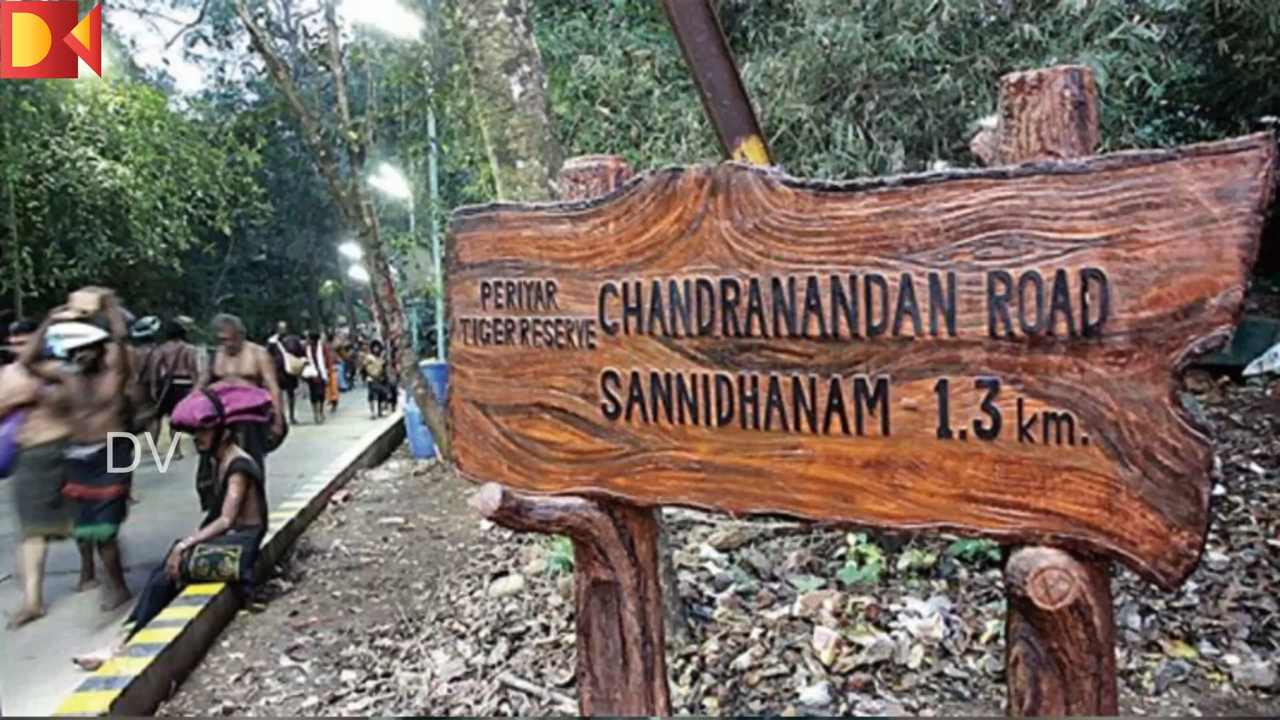 PERIYAR
TIGER RESERVE
CHANDRANANDAN ROAD
SANNIDHANAM 1.3 km.
DV